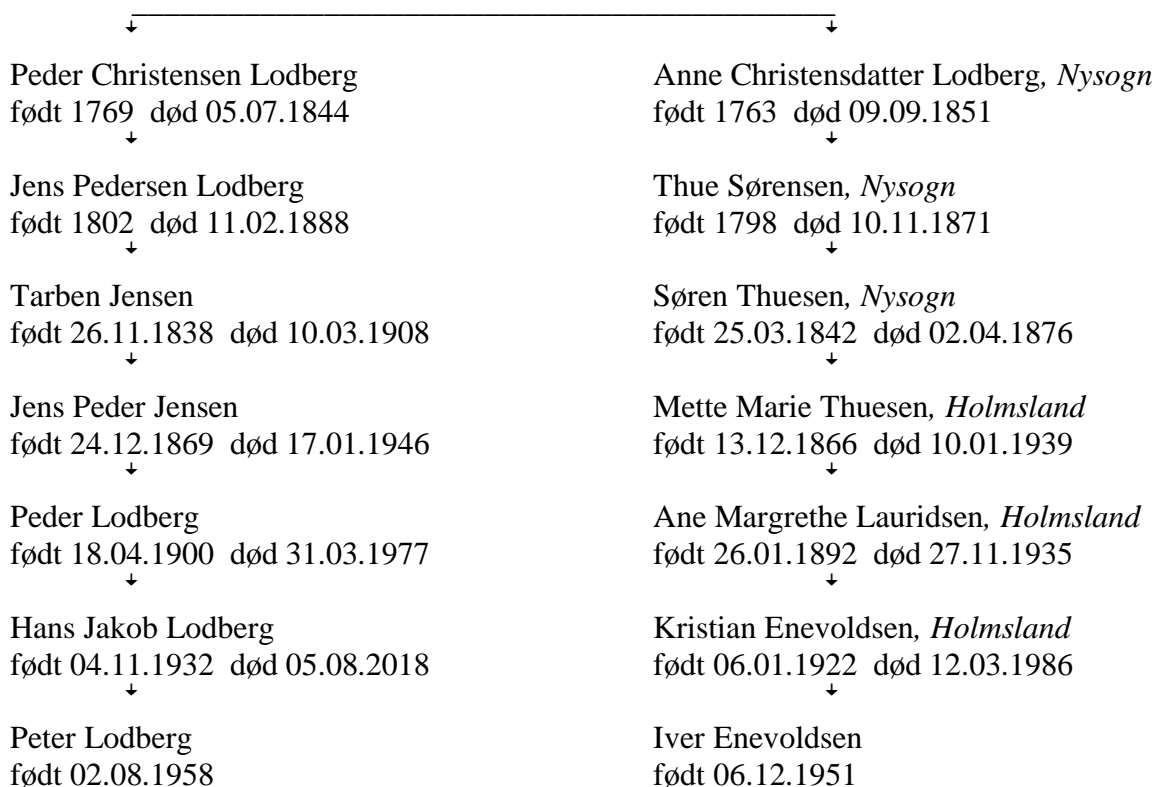 Peder Christensen Lodberg
født 1769 død 05.07.1844
Jens Pedersen Lodberg
født 1802 død 11.02.1888
Tarben Jensen
født 26.11.1838 død 10.03.1908
Jens Peder Jensen
født 24.12.1869 død 17.01.1946
Peder Lodberg
født 18.04.1900 død 31.03.1977
Hans Jakob Lodberg
født 04.11.1932 død 05.08.2018
Peter Lodberg
født 02.08.1958
Anne Christensdatter Lodberg, Nysogn
født 1763 død 09.09.1851
Thue Sørensen, Nysogn
født 1798 død 10.11.1871
Søren Thuesen, Nysogn
født 25.03.1842 død 02.04.1876
Mette Marie Thuesen, Holmsland
født 13.12.1866 død 10.01.1939
Ane Margrethe Lauridsen, Holmsland
født 26.01.1892 død 27.11.1935
Kristian Enevoldsen, Holmsland
født 06.01.1922 død 12.03.1986
Iver Enevoldsen
født 06.12.1951